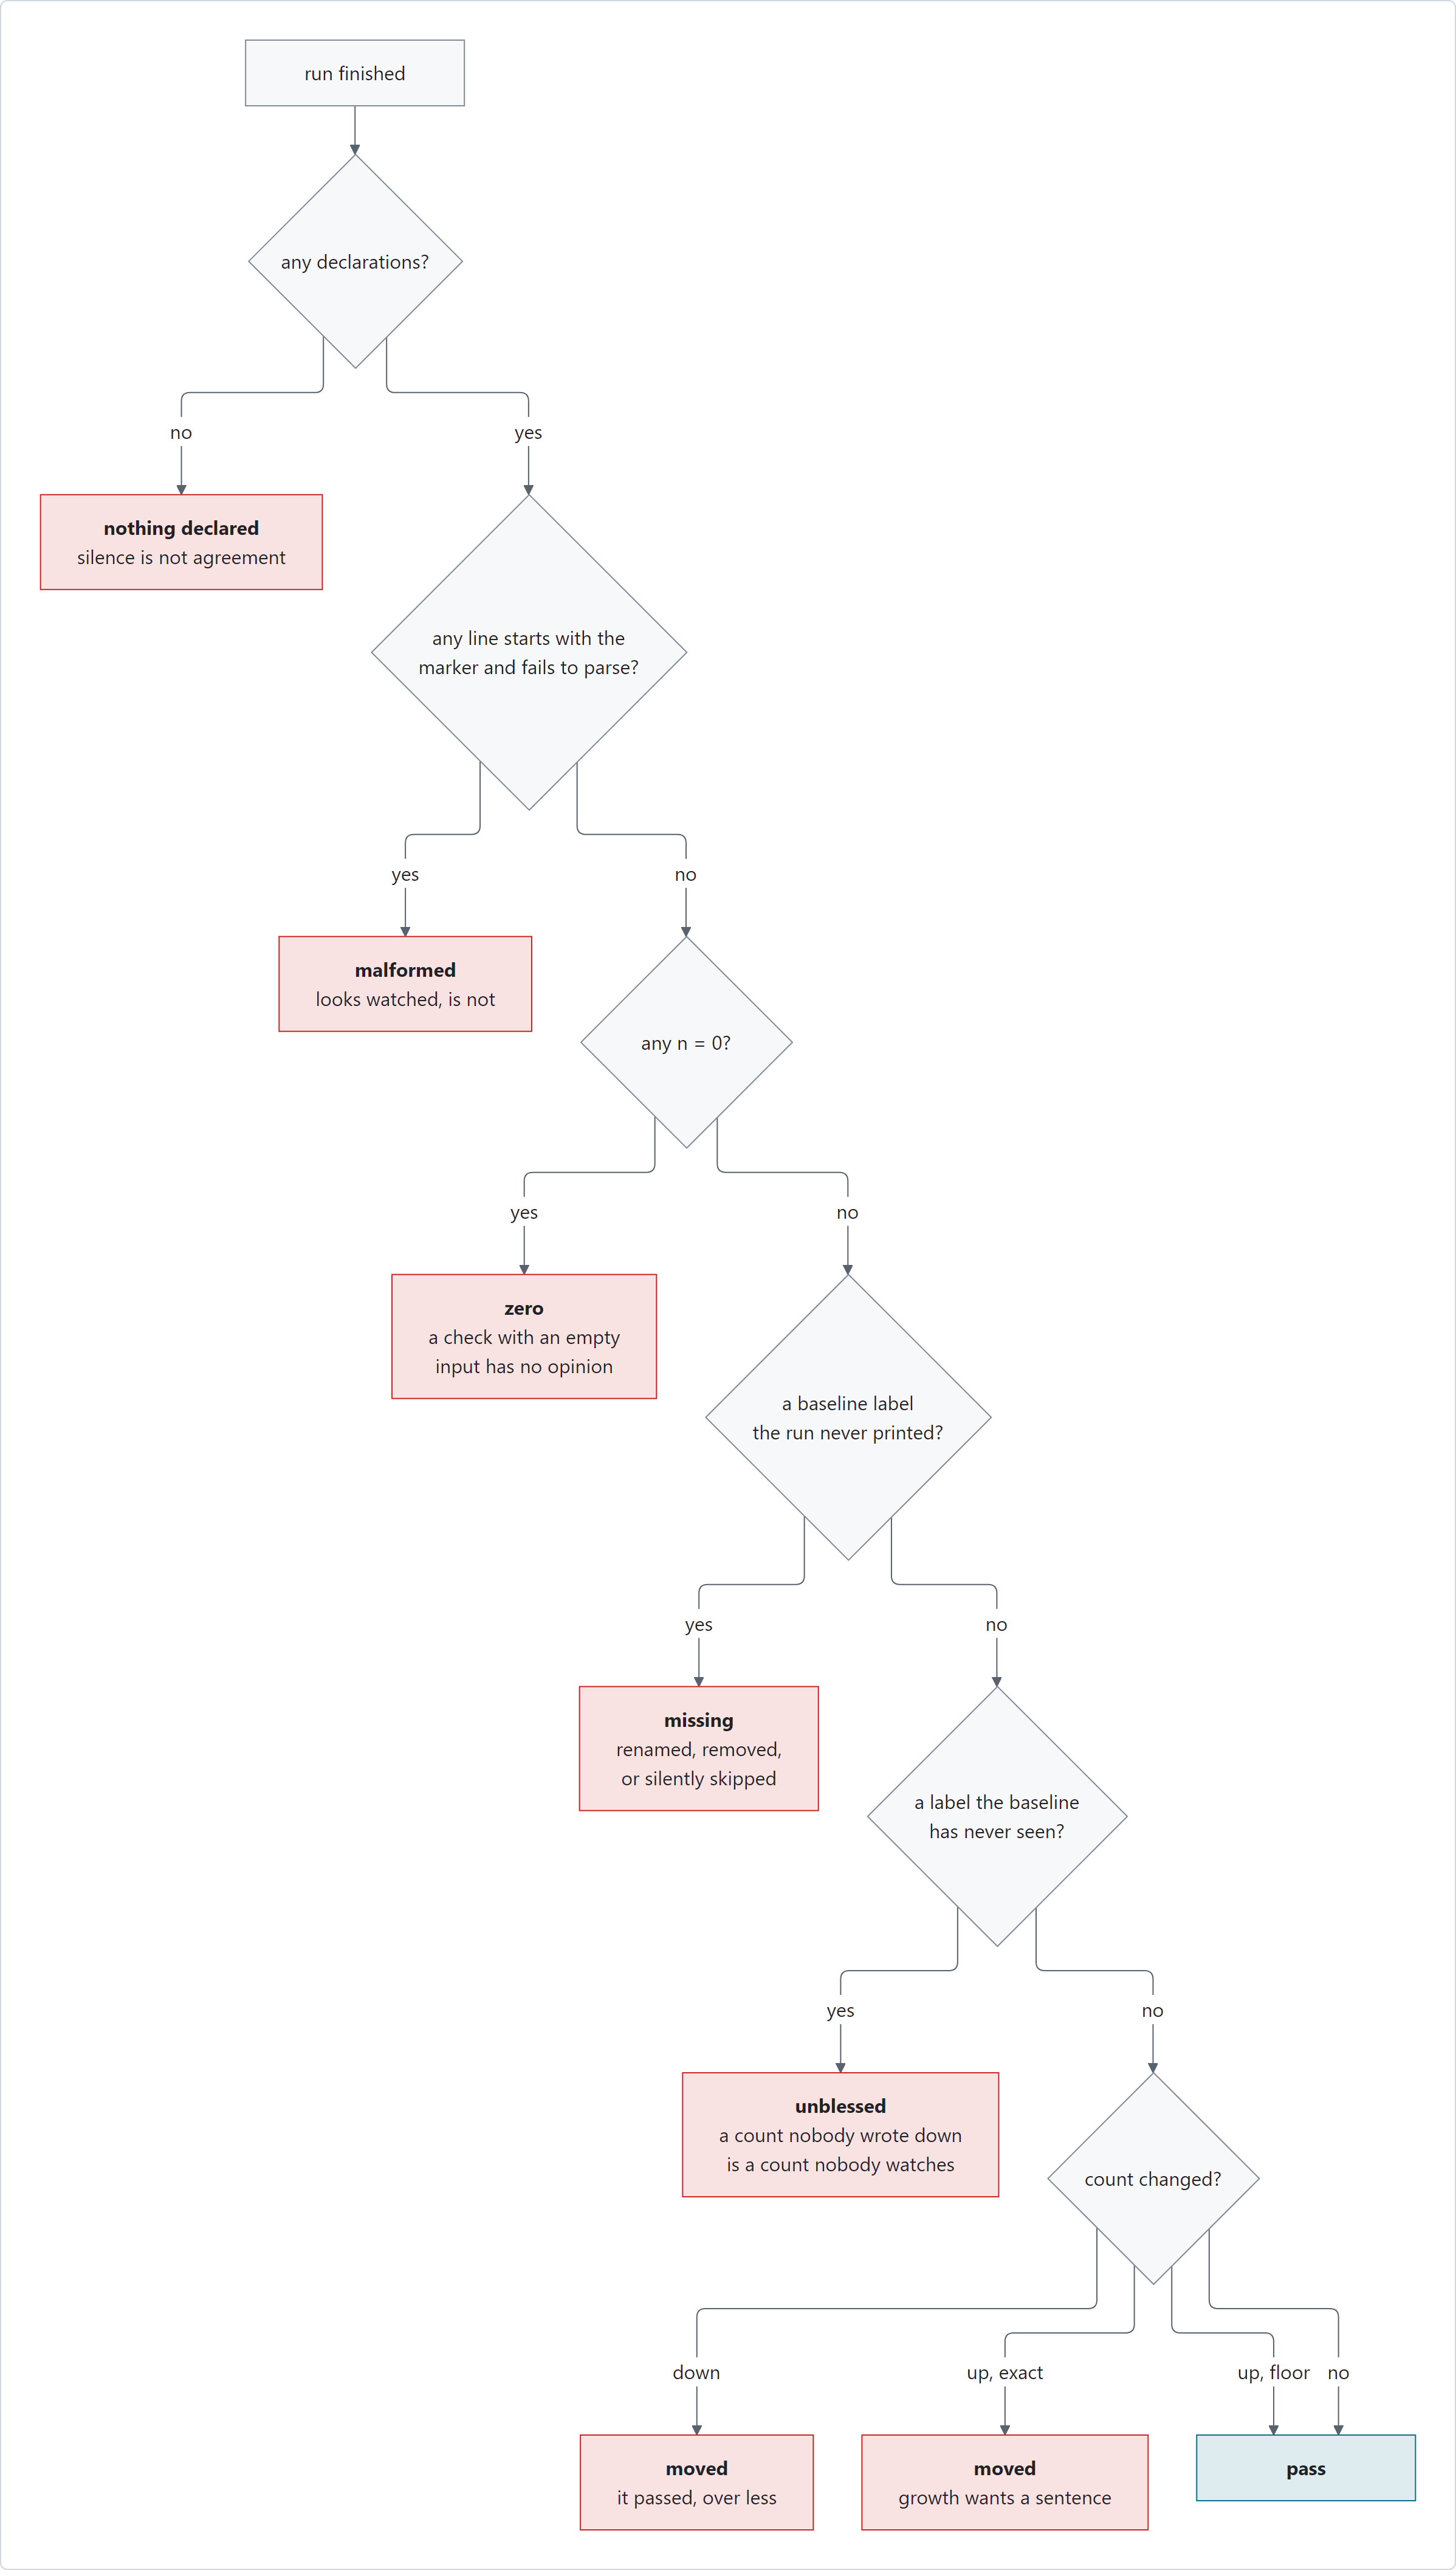 run finished
any declarations?
no
yes
nothing declared
silence is not agreement
any line starts with the
marker and fails to parse?
yes
no
malformed
looks watched, is not
any n = 0?
yes
no
zero
a check with an empty
input has no opinion
a baseline label
the run never printed?
yes
no
missing
renamed, removed,
or silently skipped
a label the baseline
has never seen?
yes
no
unblessed
a count nobody wrote down
is a count nobody watches
count changed?
down
up, exact
up, floor
no
moved
it passed, over less
moved
growth wants a sentence
pass